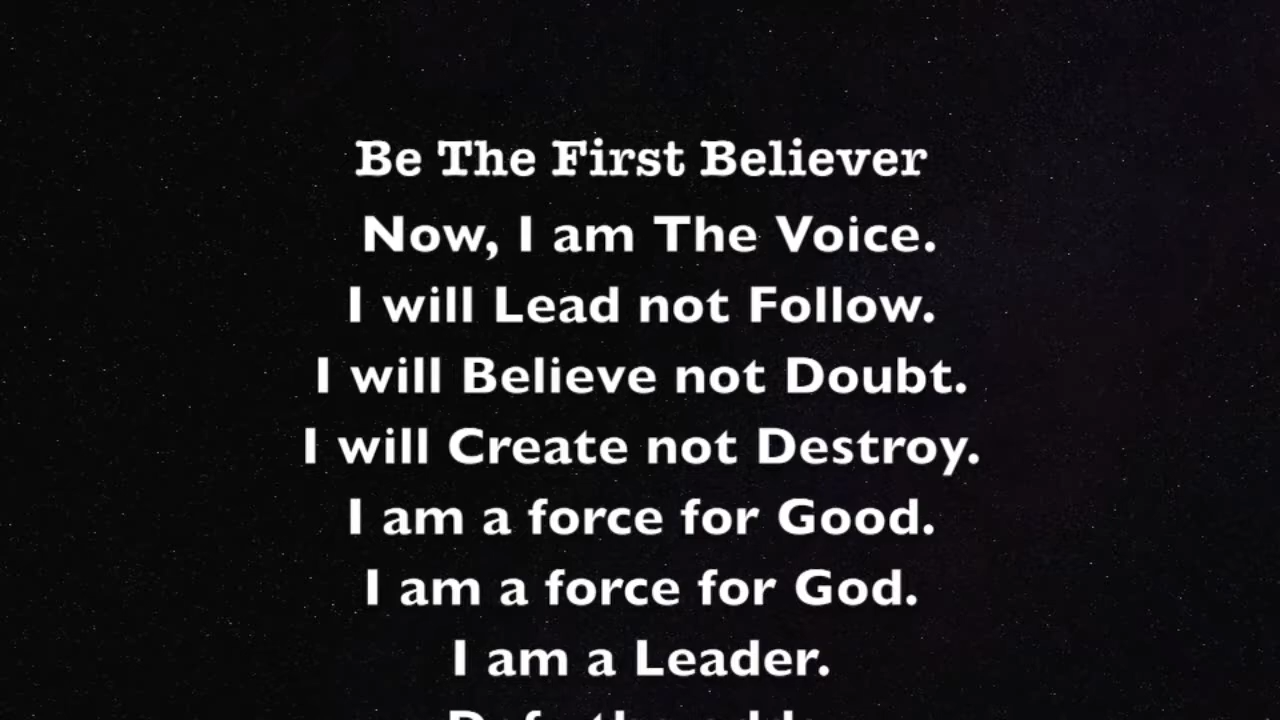 Be The First Believer
Now, I am The Voice.
I will Lead not Follow.
I will Believe not Doubt.
I will Create not Destroy.
I am a force for Good.
I am a force for God.
I am a Leader.